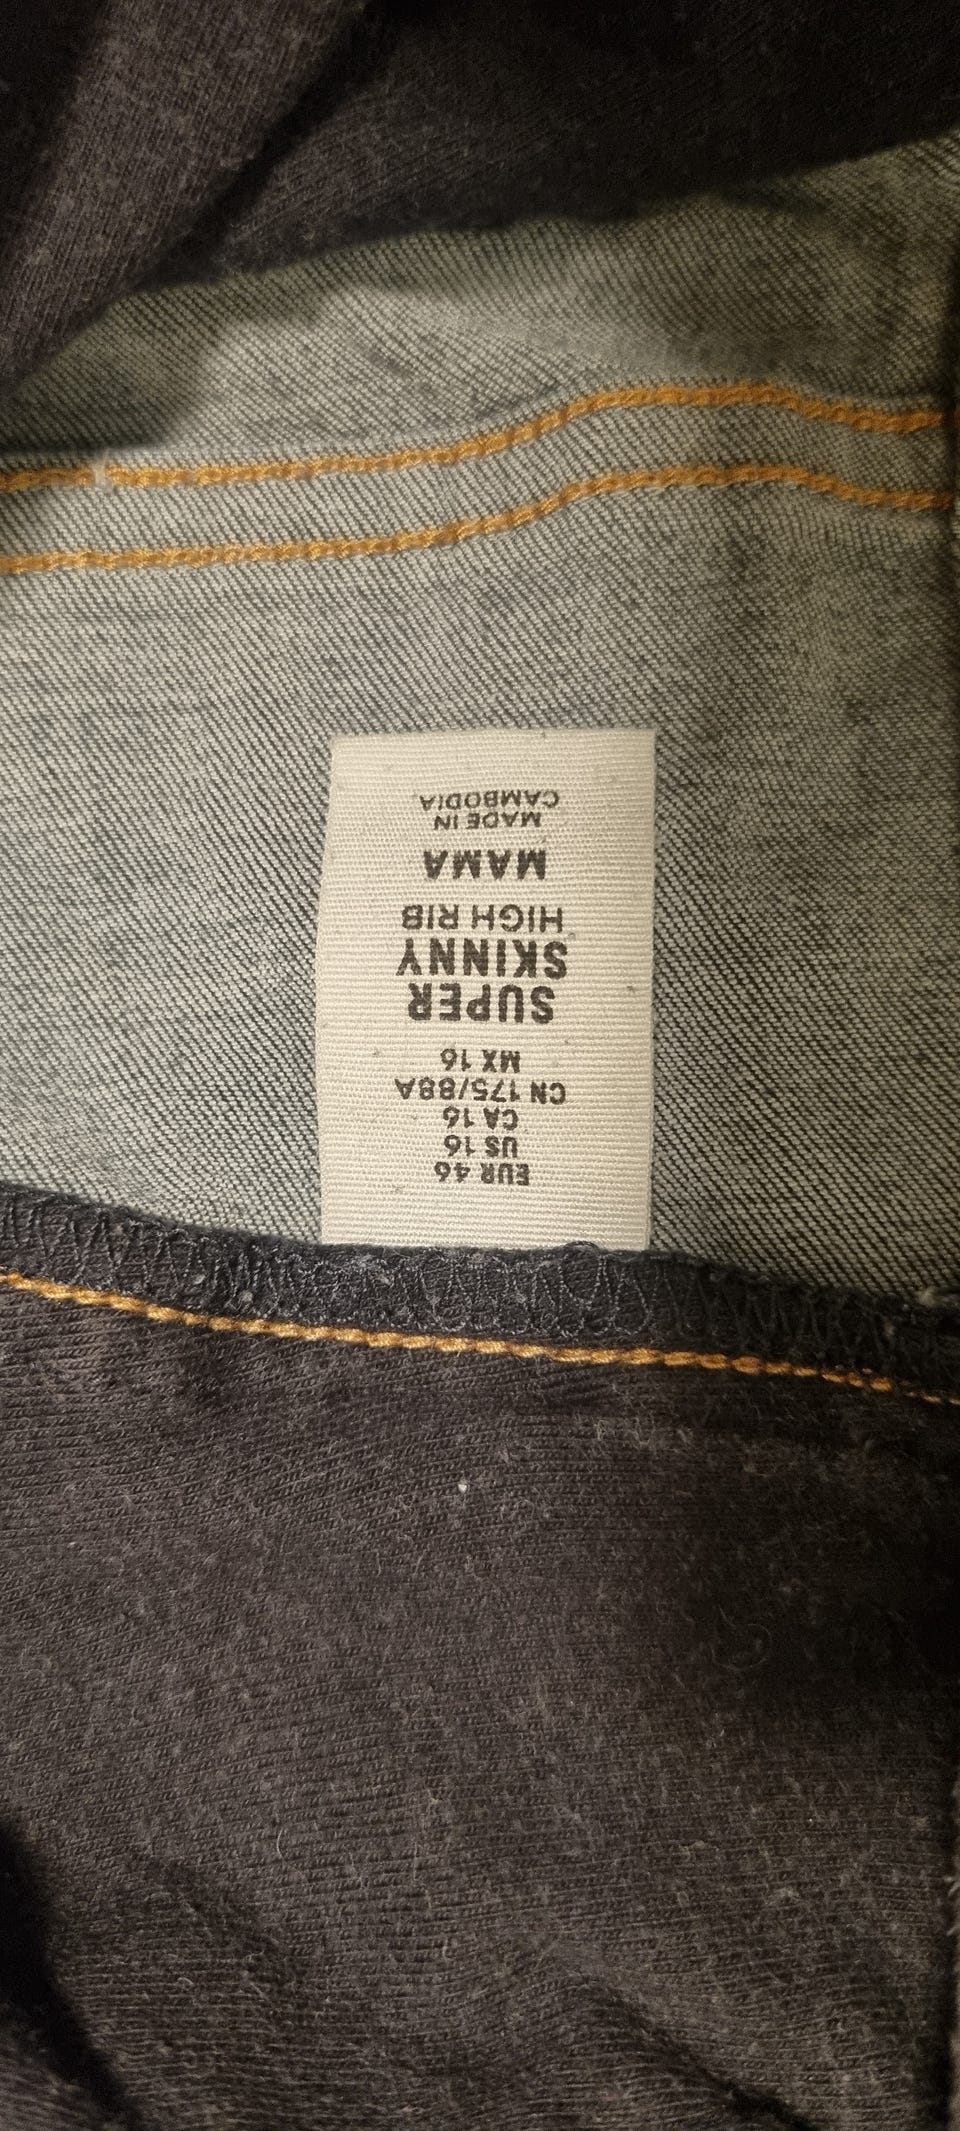 EUR 46
US 16
CA 16
CN 175/88A
MX 16
SUPER
SKINNY
HIGH RIB
MAMA
MADE IN
CAMBODIA